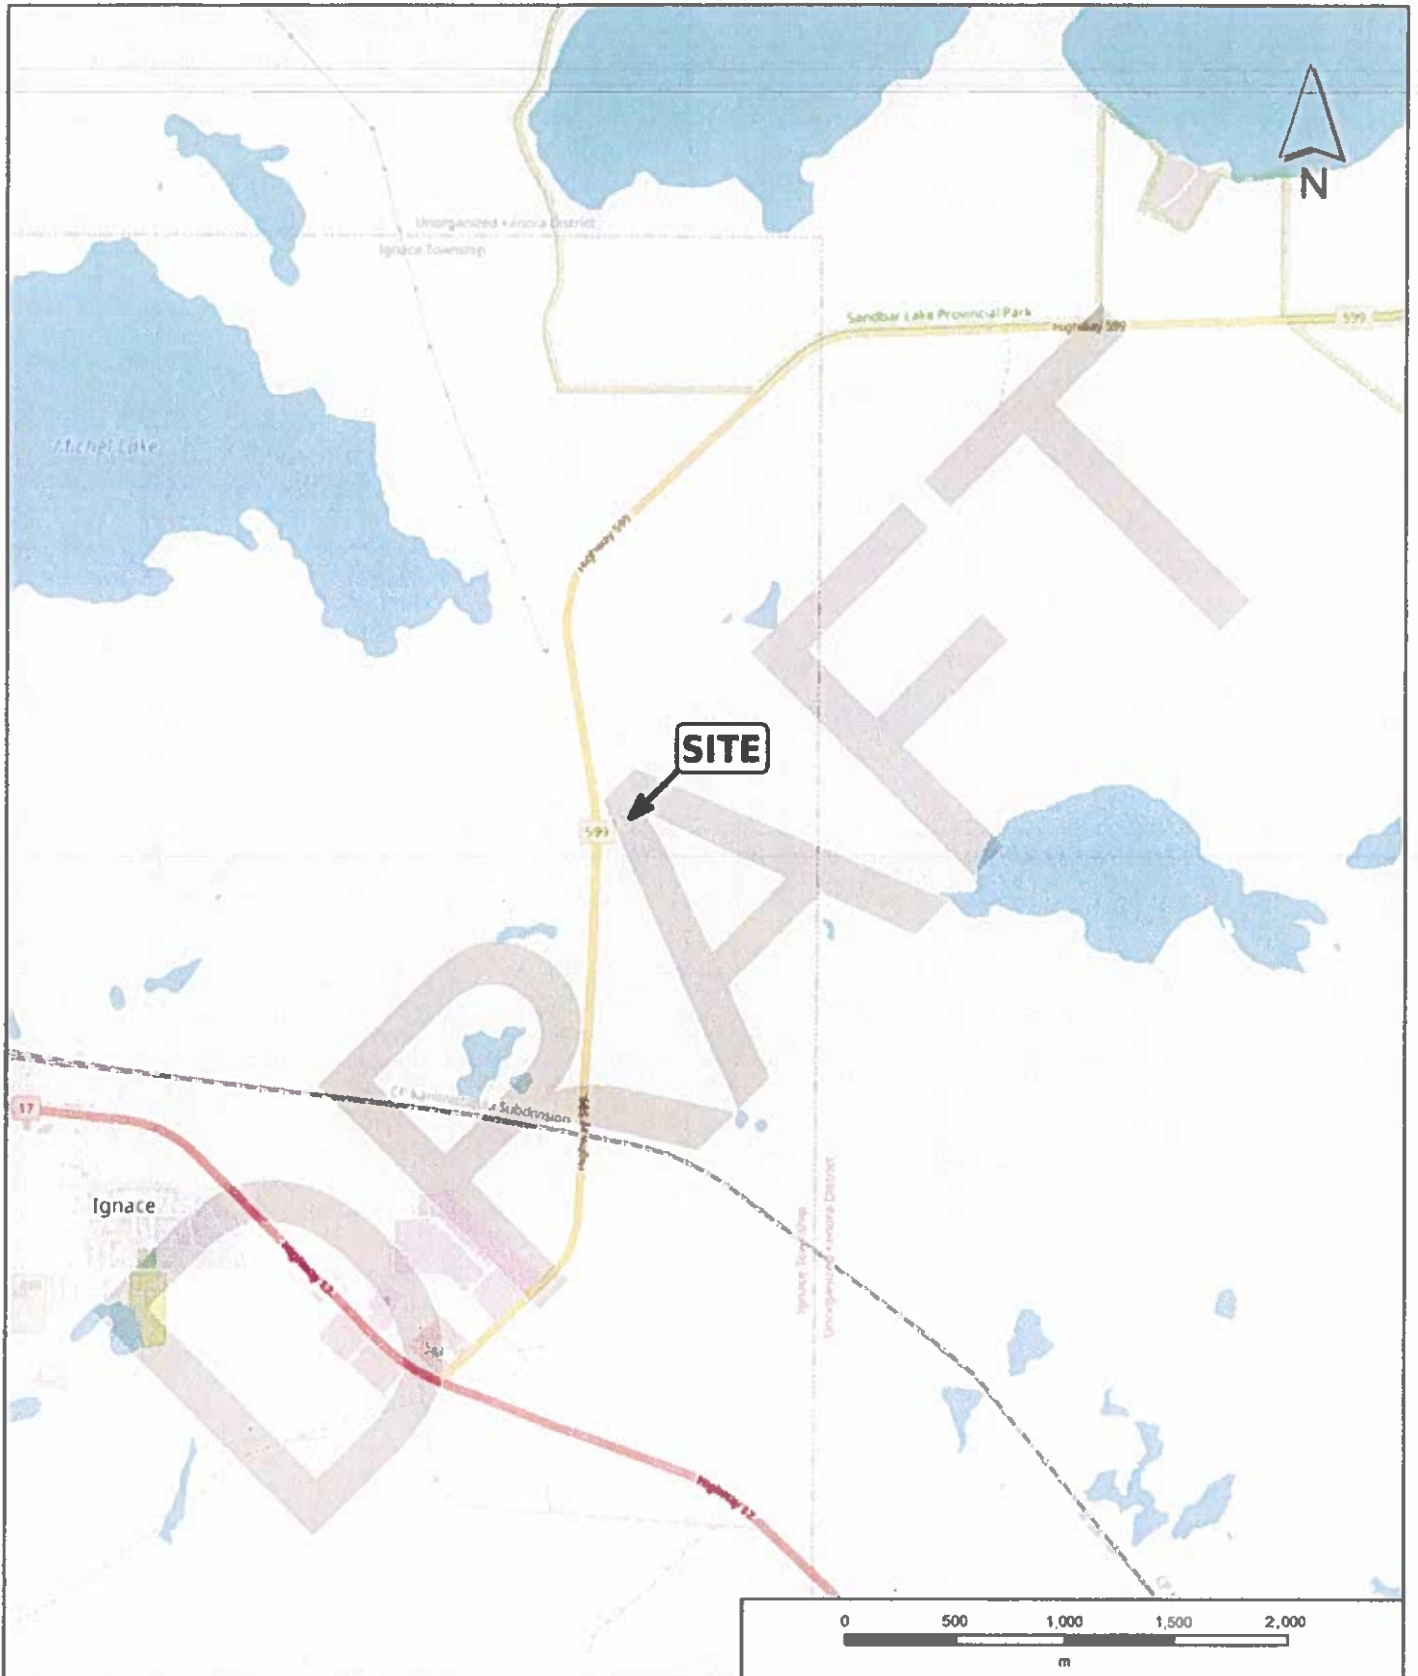 N
Unorganized Kenora District
Ignace Township
Sandbar Lake Provincial Park
Highway 599
599
Michel Lake
Highway 599
SITE
599
17
Subdivision
Highway 599
Ignace
Highway 17
Ignace Township
Unorganized Kenora District
Highway 17
DRAFT
0 500 1,000 1,500 2,000
m